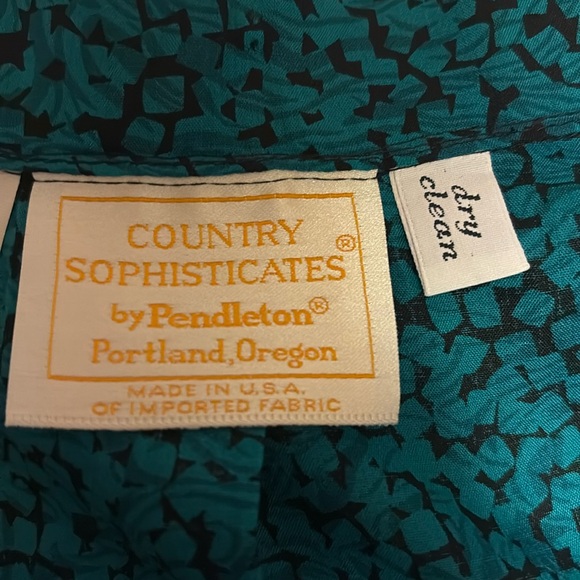 COUNTRY
SOPHISTICATES®
by Pendleton®
Portland, Oregon
MADE IN U.S.A.
OF IMPORTED FABRIC
dry
clean